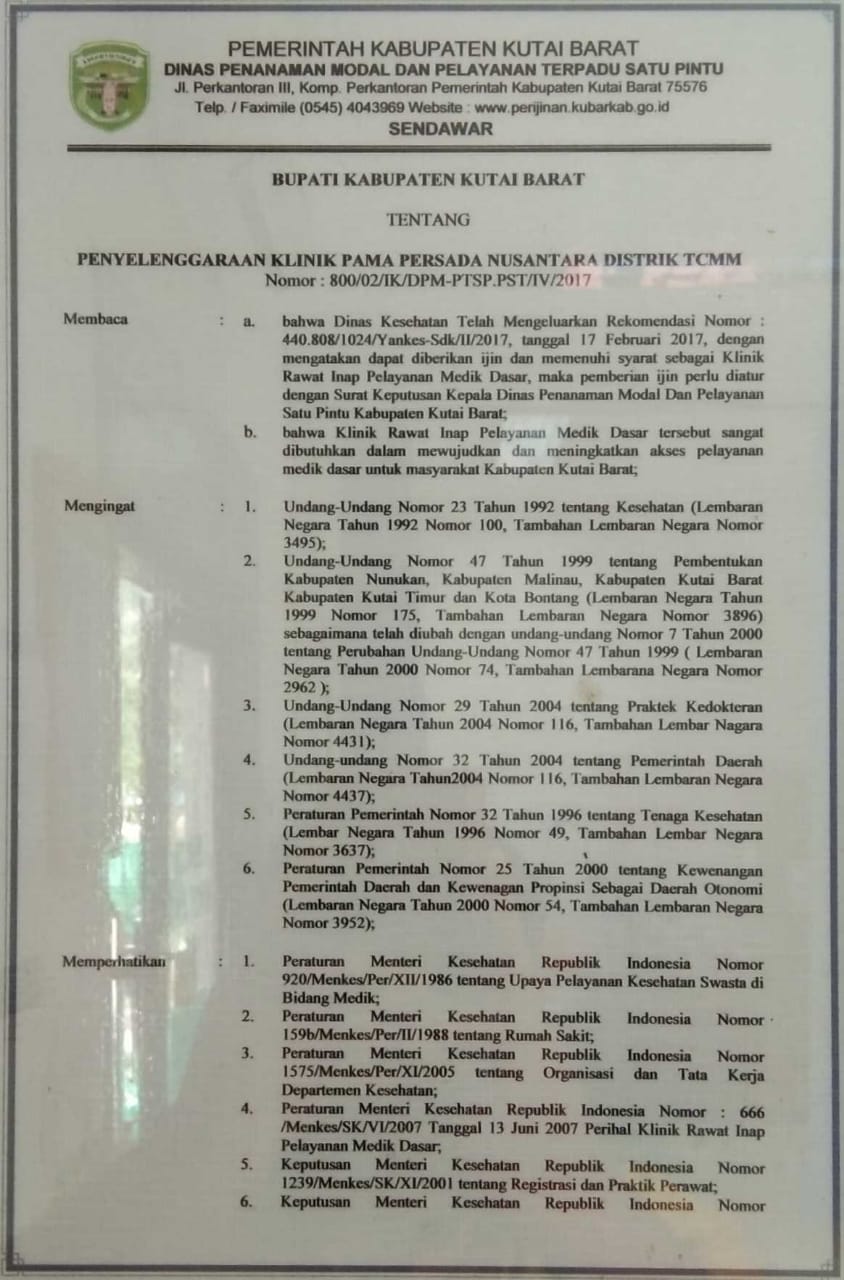 PEMERINTAH KABUPATEN KUTAI BARAT
DINAS PENANAMAN MODAL DAN PELAYANAN TERPADU SATU PINTU
Jl. Perkantoran III, Komp. Perkantoran Pemerintah Kabupaten Kutai Barat 75576
Telp. / Faximile (0545) 4043969 Website : www.perijinan.kubarkab.go.id
SENDAWAR
BUPATI KABUPATEN KUTAI BARAT
TENTANG
PENYELENGGARAAN KLINIK PAMA PERSADA NUSANTARA DISTRIK TCMM
Nomor : 800/02/IK/DPM-PTSP.PST/IV/2017
Membaca : a. bahwa Dinas Kesehatan Telah Mengeluarkan Rekomendasi Nomor :
440.808/1024/Yankes-Sdk/II/2017, tanggal 17 Februari 2017, dengan
mengatakan dapat diberikan ijin dan memenuhi syarat sebagai Klinik
Rawat Inap Pelayanan Medik Dasar, maka pemberian ijin perlu diatur
dengan Surat Keputusan Kepala Dinas Penanaman Modal Dan Pelayanan
Satu Pintu Kabupaten Kutai Barat;
b. bahwa Klinik Rawat Inap Pelayanan Medik Dasar tersebut sangat
dibutuhkan dalam mewujudkan dan meningkatkan akses pelayanan
medik dasar untuk masyarakat Kabupaten Kutai Barat;
Mengingat : 1. Undang-Undang Nomor 23 Tahun 1992 tentang Kesehatan (Lembaran
Negara Tahun 1992 Nomor 100, Tambahan Lembaran Negara Nomor
3495);
2. Undang-Undang Nomor 47 Tahun 1999 tentang Pembentukan
Kabupaten Nunukan, Kabupaten Malinau, Kabupaten Kutai Barat
Kabupaten Kutai Timur dan Kota Bontang (Lembaran Negara Tahun
1999 Nomor 175, Tambahan Lembaran Negara Nomor 3896)
sebagaimana telah diubah dengan undang-undang Nomor 7 Tahun 2000
tentang Perubahan Undang-Undang Nomor 47 Tahun 1999 ( Lembaran
Negara Tahun 2000 Nomor 74, Tambahan Lembarana Negara Nomor
2962 );
3. Undang-Undang Nomor 29 Tahun 2004 tentang Praktek Kedokteran
(Lembaran Negara Tahun 2004 Nomor 116, Tambahan Lembar Nagara
Nomor 4431);
4. Undang-undang Nomor 32 Tahun 2004 tentang Pemerintah Daerah
(Lembaran Negara Tahun2004 Nomor 116, Tambahan Lembaran Negara
Nomor 4437);
5. Peraturan Pemerintah Nomor 32 Tahun 1996 tentang Tenaga Kesehatan
(Lembar Negara Tahun 1996 Nomor 49, Tambahan Lembar Negara
Nomor 3637);
6. Peraturan Pemerintah Nomor 25 Tahun 2000 tentang Kewenangan
Pemerintah Daerah dan Kewenagan Propinsi Sebagai Daerah Otonomi
(Lembaran Negara Tahun 2000 Nomor 54, Tambahan Lembaran Negara
Nomor 3952);
Memperhatikan : 1. Peraturan Menteri Kesehatan Republik Indonesia Nomor
920/Menkes/Per/XII/1986 tentang Upaya Pelayanan Kesehatan Swasta di
Bidang Medik;
2. Peraturan Menteri Kesehatan Republik Indonesia Nomor
159b/Menkes/Per/II/1988 tentang Rumah Sakit;
3. Peraturan Menteri Kesehatan Republik Indonesia Nomor
1575/Menkes/Per/XI/2005 tentang Organisasi dan Tata Kerja
Departemen Kesehatan;
4. Peraturan Menteri Kesehatan Republik Indonesia Nomor : 666
/Menkes/SK/VI/2007 Tanggal 13 Juni 2007 Perihal Klinik Rawat Inap
Pelayanan Medik Dasar;
5. Keputusan Menteri Kesehatan Republik Indonesia Nomor
1239/Menkes/SK/XI/2001 tentang Registrasi dan Praktik Perawat;
6. Keputusan Menteri Kesehatan Republik Indonesia Nomor